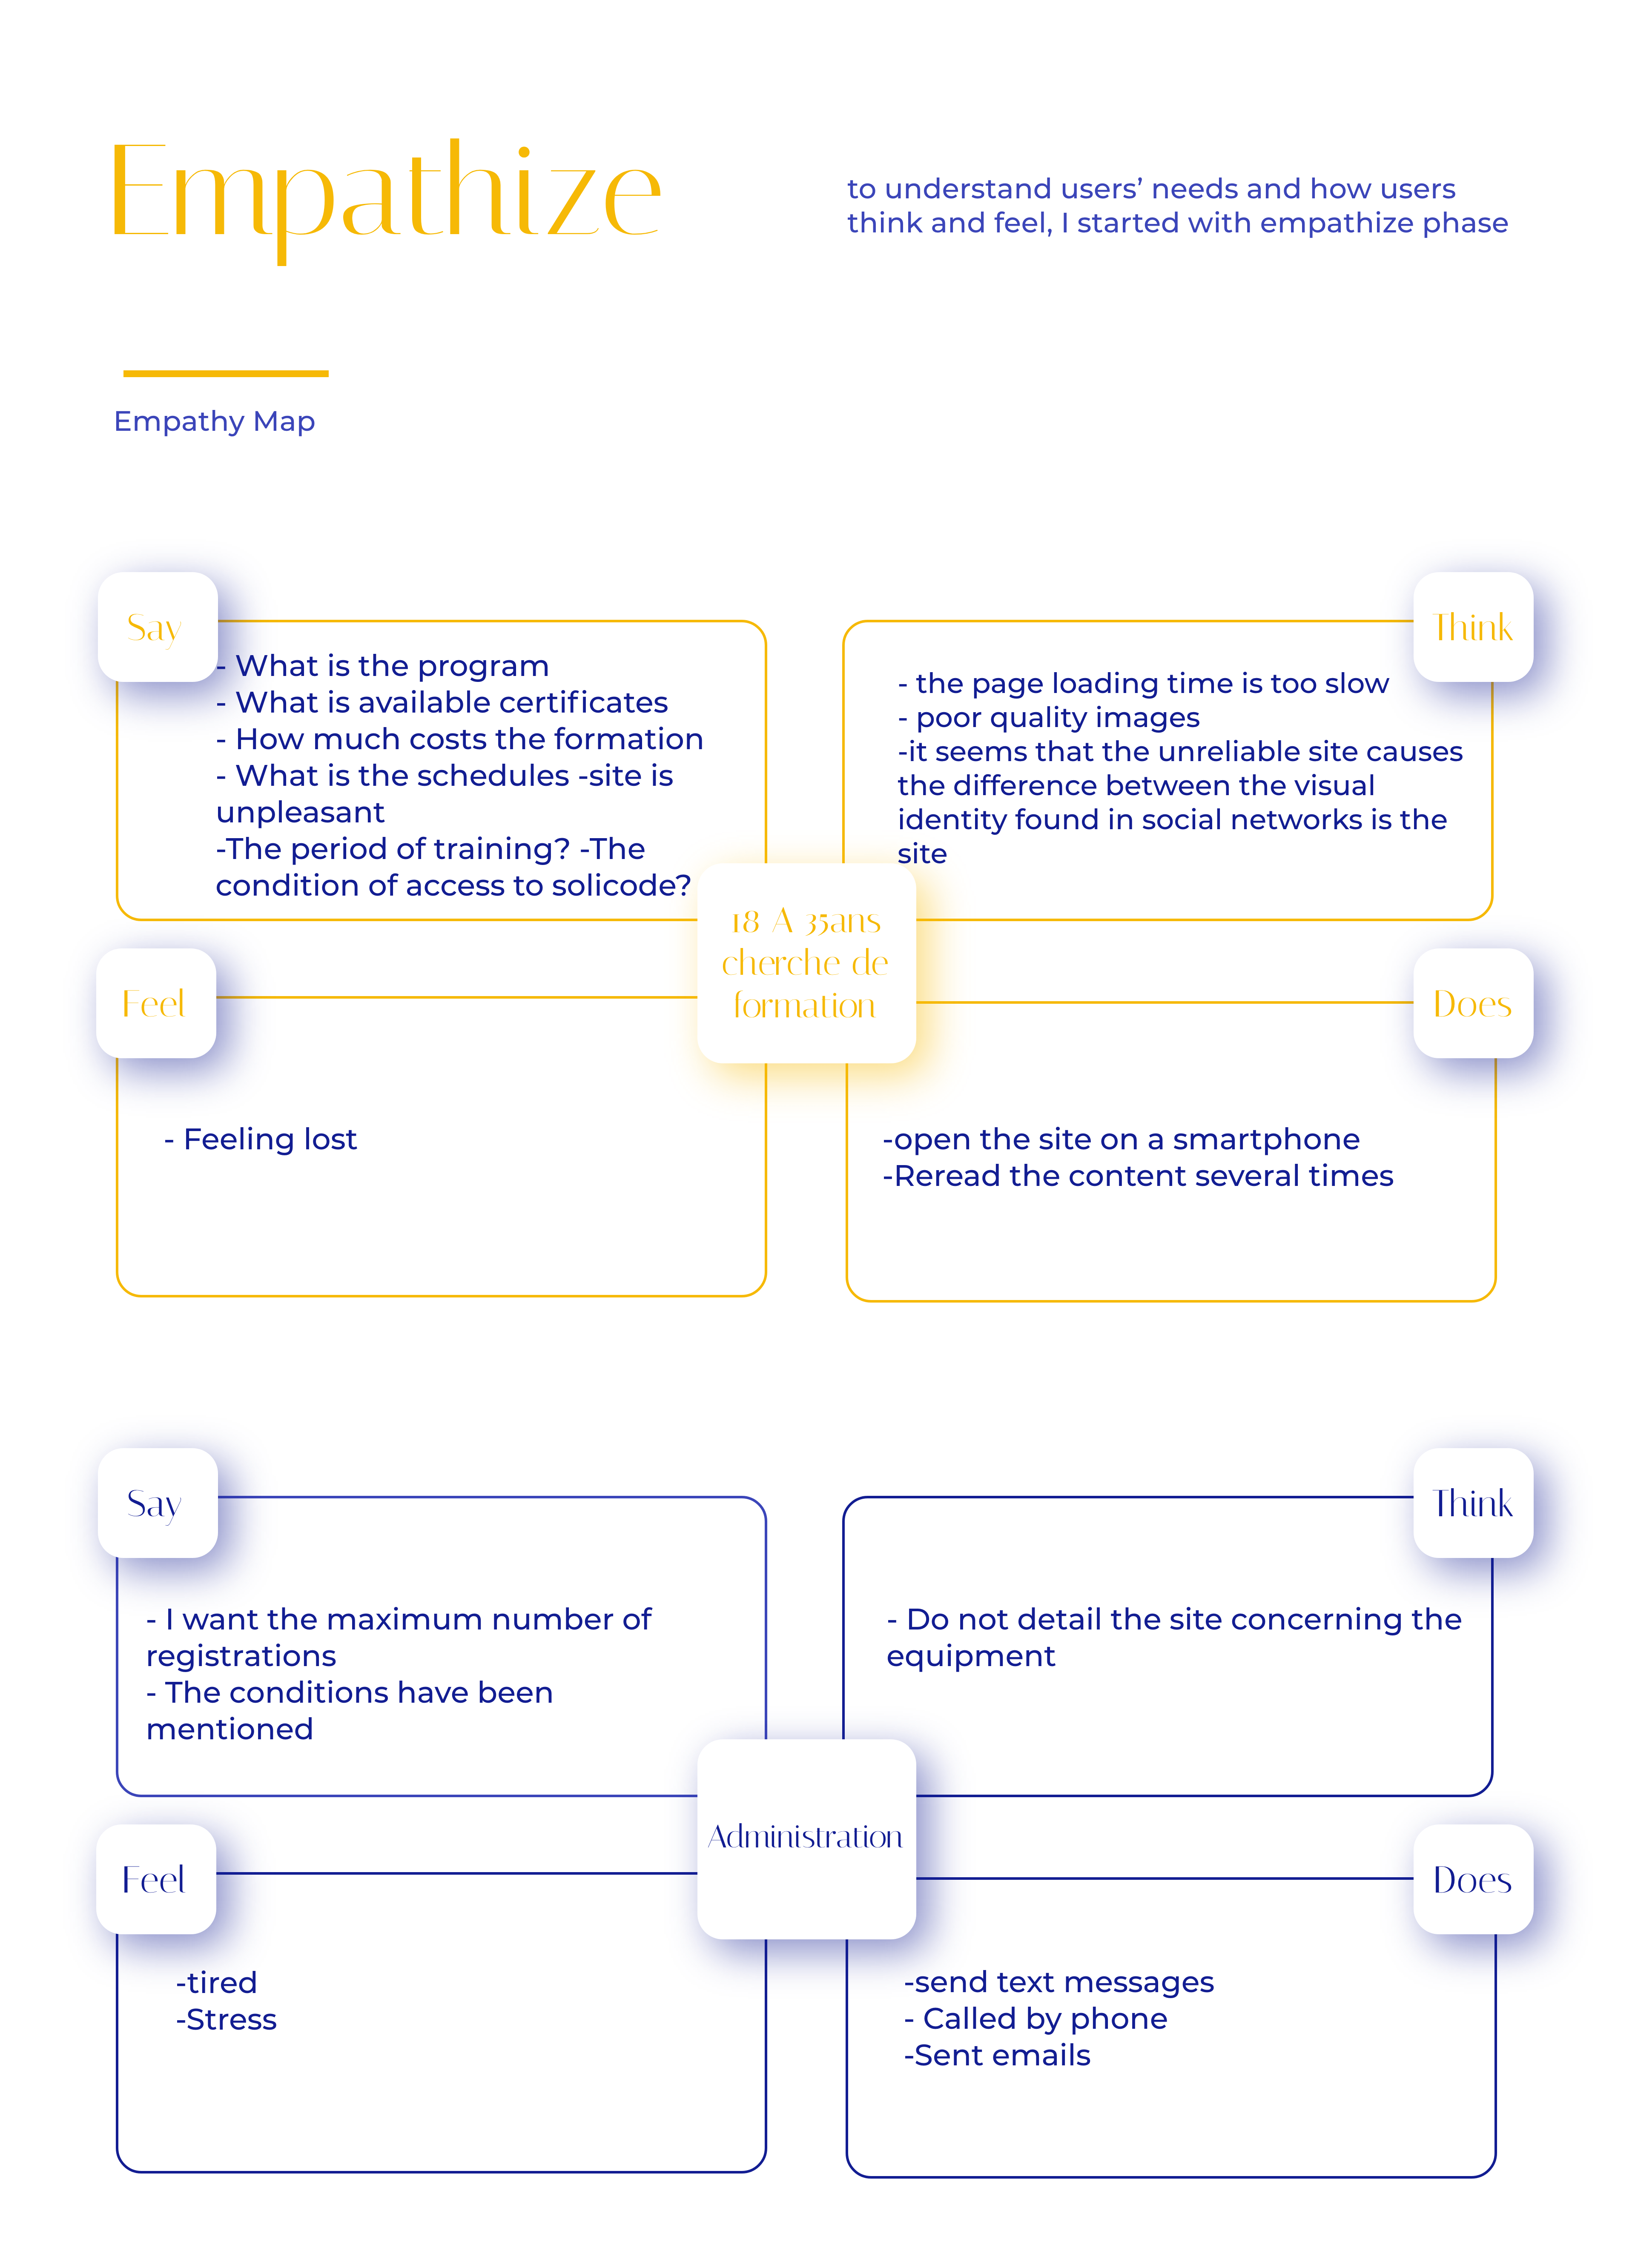 Empathize
to understand users’ needs and how users
think and feel, I started with empathize phase
Empathy Map
Say
- What is the program
- What is available certificates
- How much costs the formation
- What is the schedules -site is
unpleasant
-The period of training? -The
condition of access to solicode?
Think
- the page loading time is too slow
- poor quality images
-it seems that the unreliable site causes
the difference between the visual
identity found in social networks is the
site
18 A 35ans
cherche de
formation
Feel
- Feeling lost
Does
-open the site on a smartphone
-Reread the content several times
Say
- I want the maximum number of
registrations
- The conditions have been
mentioned
Think
- Do not detail the site concerning the
equipment
Administration
Feel
-tired
-Stress
Does
-send text messages
- Called by phone
-Sent emails